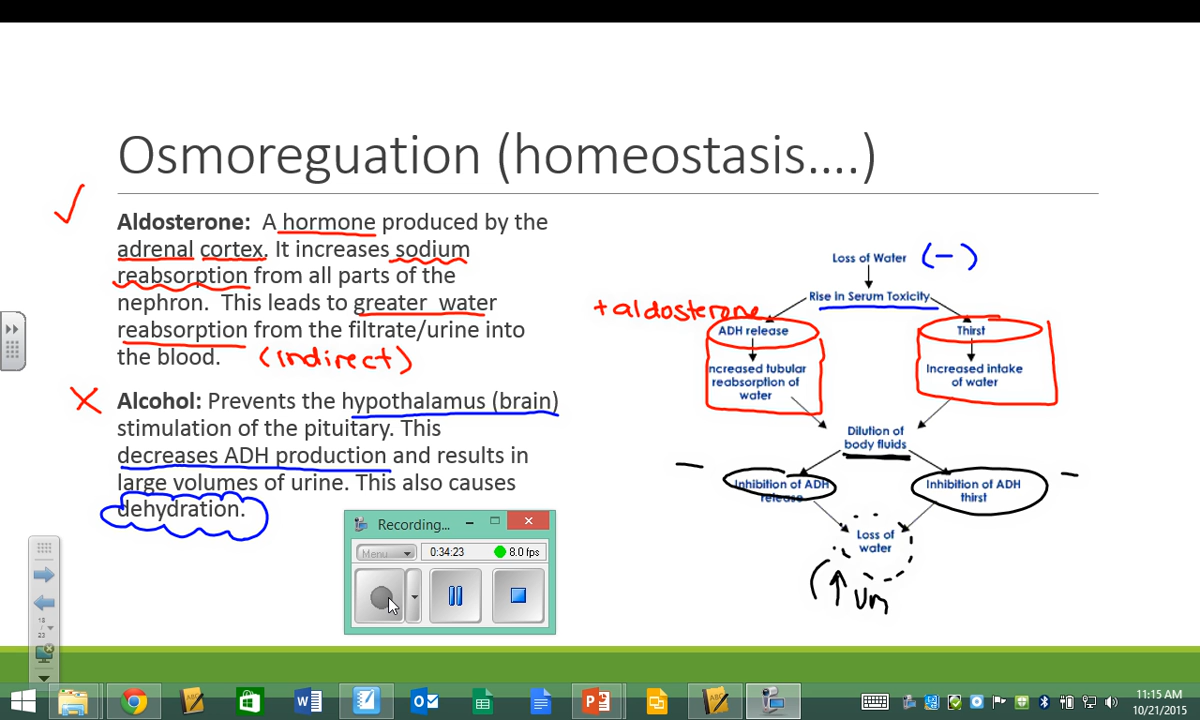 Osmoreguation (homeostasis....)
Aldosterone: A hormone produced by the
adrenal cortex. It increases sodium
reabsorption from all parts of the
nephron. This leads to greater water
reabsorption from the filtrate/urine into
the blood. (indirect)
Alcohol: Prevents the hypothalamus (brain)
stimulation of the pituitary. This
decreases ADH production and results in
large volumes of urine. This also causes
dehydration.
Loss of Water (-)
Rise in Serum Toxicity
+ aldosterone
ADH release
Thirst
ncreased tubular
reabsorption of
water
Increased intake
of water
Dilution of
body fluids
Inhibition of ADH
release
Inhibition of ADH
thirst
Loss of
water
Recording...
Menu
0:34:23
8.0 fps
18
/
23
11:15 AM
10/21/2015